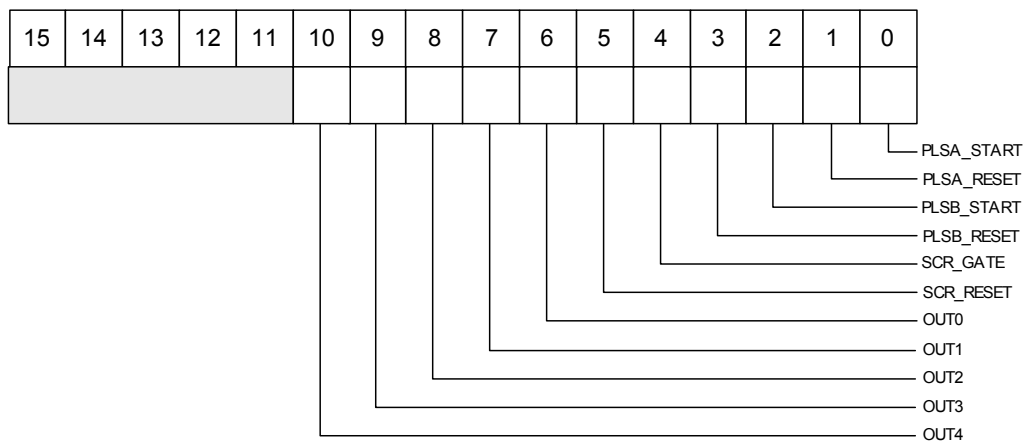 15 14 13 12 11 10 9 8 7 6 5 4 3 2 1 0
PLSA_START
PLSA_RESET
PLSB_START
PLSB_RESET
SCR_GATE
SCR_RESET
OUT0
OUT1
OUT2
OUT3
OUT4